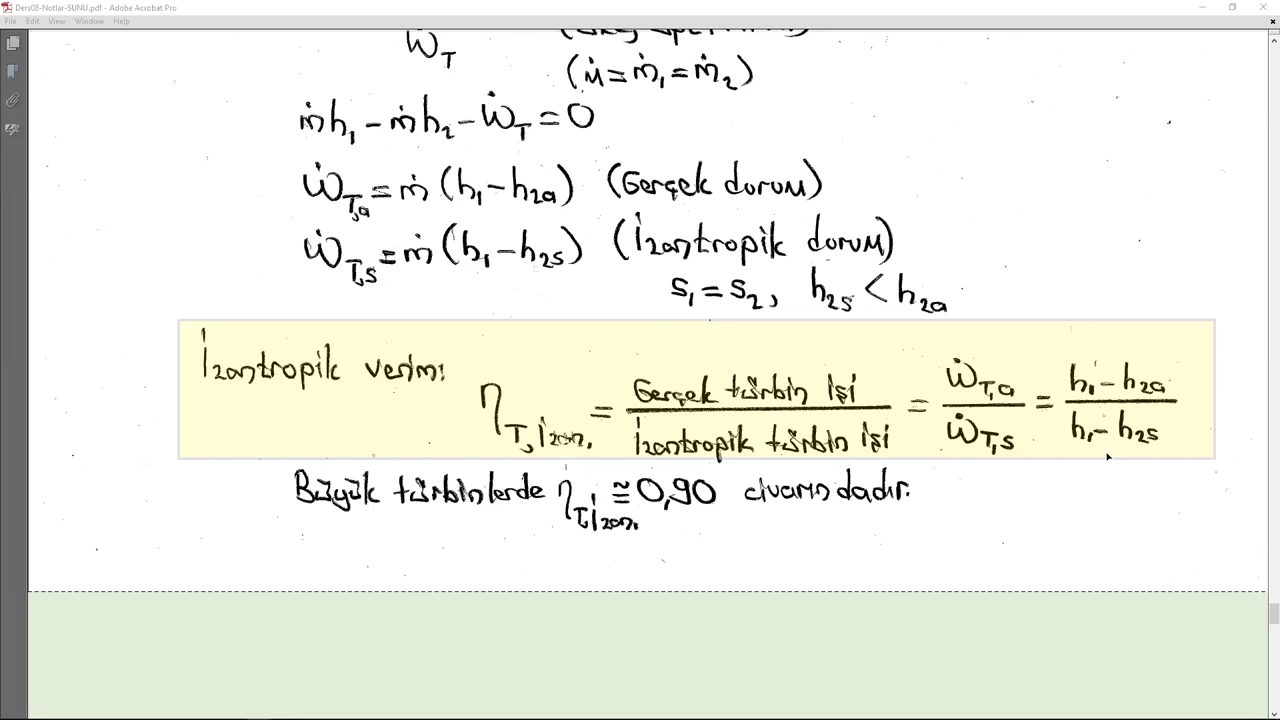 Ders08-Notlar-SUNU.pdf - Adobe Acrobat Pro
File Edit View Window Help
Ẇ_T
(ṁ = ṁ₁ = ṁ₂)
ṁh₁ - ṁh₂ - Ẇ_T = 0
Ẇ_T,a = ṁ (h₁ - h₂a) (Gerçek durum)
Ẇ_T,s = ṁ (h₁ - h₂s) (İzantropik durum)
s₁ = s₂, h₂s < h₂a
İzantropik verim:
η_T,İzan. = Gerçek türbin işi / İzantropik türbin işi = Ẇ_T,a / Ẇ_T,s = h₁ - h₂a / h₁ - h₂s
Büyük türbinlerde η_T,İzan. ≅ 0,90 civarındadır.